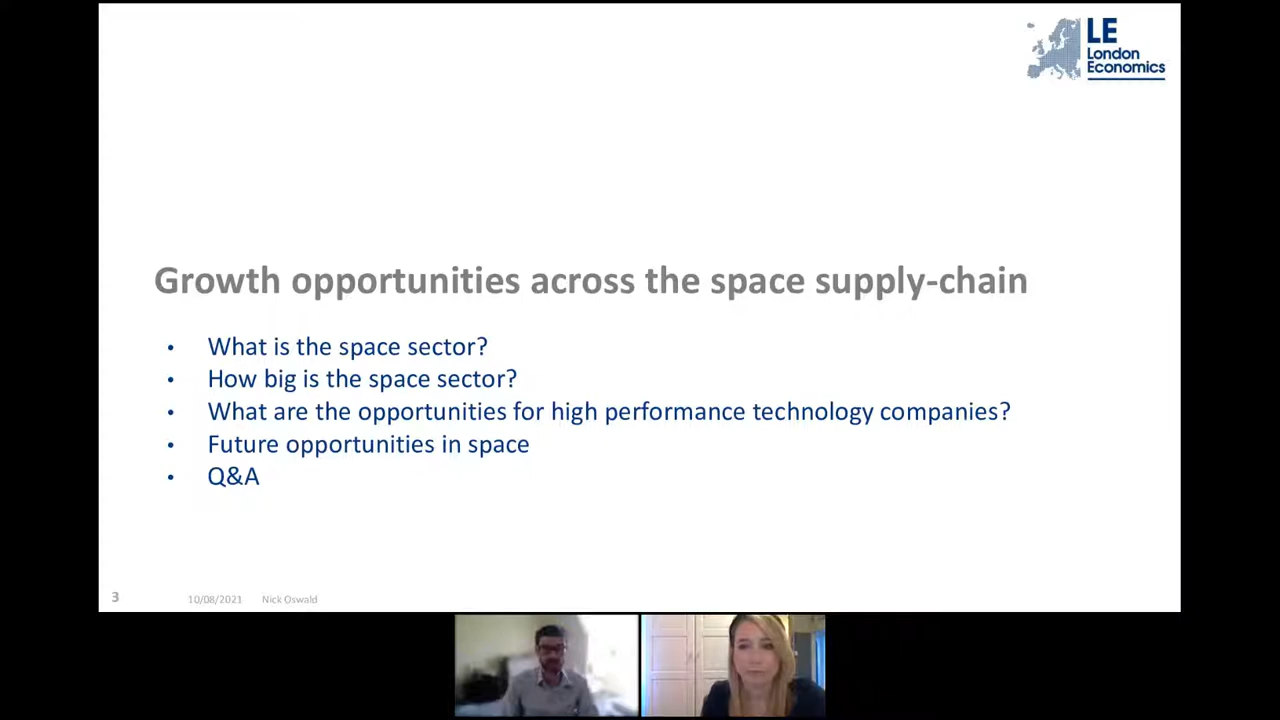 LE
London
Economics
Growth opportunities across the space supply-chain
• What is the space sector?
• How big is the space sector?
• What are the opportunities for high performance technology companies?
• Future opportunities in space
• Q&A
3 10/08/2021 Nick Oswald